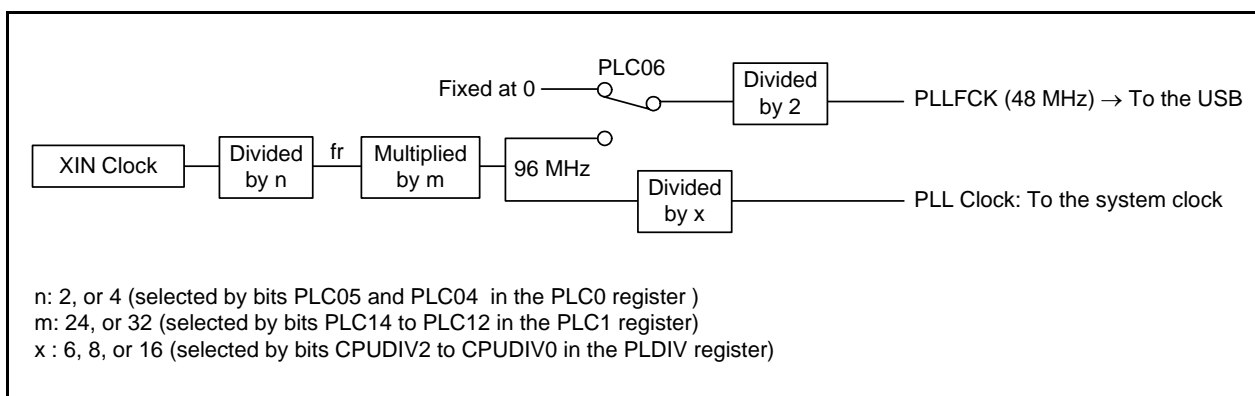 PLC06
Fixed at 0
Divided
by 2
PLLFCK (48 MHz) → To the USB
XIN Clock
Divided
by n
fr
Multiplied
by m
96 MHz
Divided
by x
PLL Clock: To the system clock
n: 2, or 4 (selected by bits PLC05 and PLC04 in the PLC0 register )
m: 24, or 32 (selected by bits PLC14 to PLC12 in the PLC1 register)
x : 6, 8, or 16 (selected by bits CPUDIV2 to CPUDIV0 in the PLDIV register)